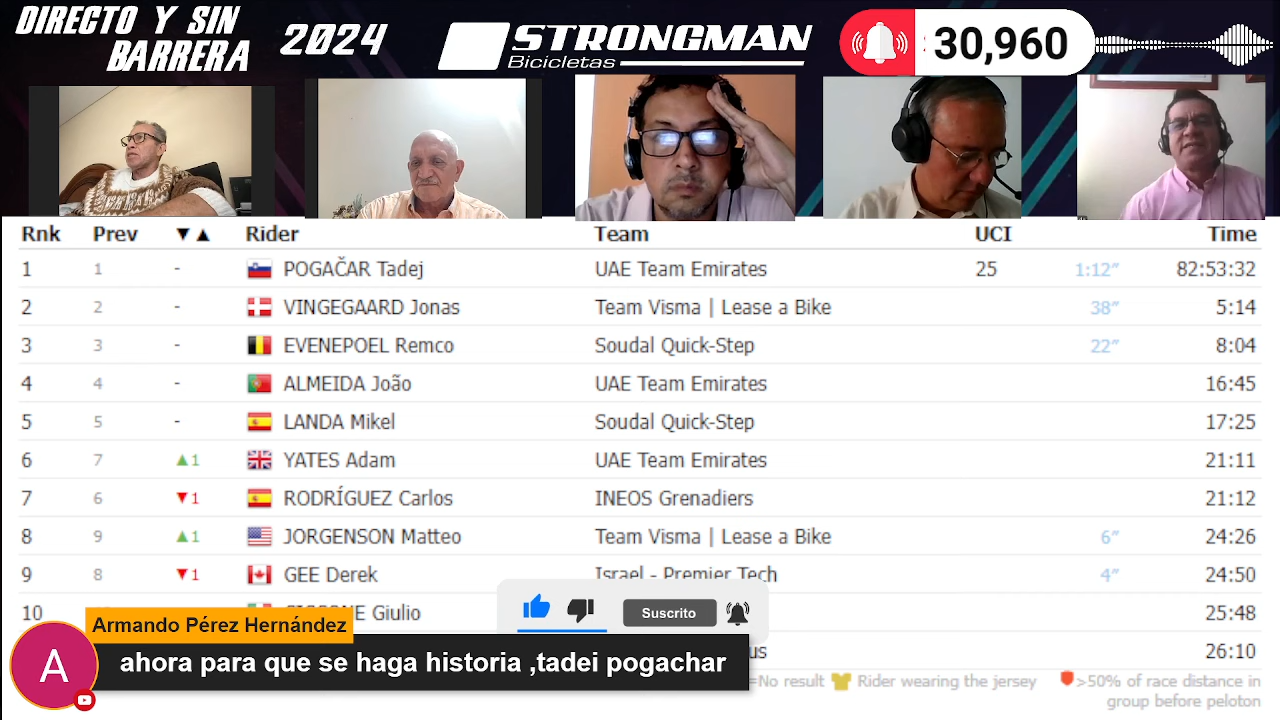 DIRECTO Y SIN
BARRERA
2024
STRONGMAN
Bicicletas
30,960
Rnk Prev ▼▲ Rider Team UCI Time
1 1 - POGAČAR Tadej UAE Team Emirates 25 1:12″ 82:53:32
2 2 - VINGEGAARD Jonas Team Visma | Lease a Bike 38″ 5:14
3 3 - EVENEPOEL Remco Soudal Quick-Step 22″ 8:04
4 4 - ALMEIDA João UAE Team Emirates 16:45
5 5 - LANDA Mikel Soudal Quick-Step 17:25
6 7 ▲1 YATES Adam UAE Team Emirates 21:11
7 6 ▼1 RODRÍGUEZ Carlos INEOS Grenadiers 21:12
8 9 ▲1 JORGENSON Matteo Team Visma | Lease a Bike 6″ 24:26
9 8 ▼1 GEE Derek Israel - Premier Tech 4″ 24:50
10 Giulio 25:48
Suscrito
Armando Pérez Hernández
us 26:10
A
ahora para que se haga historia ,tadei pogachar
=No result Rider wearing the jersey >50% of race distance in
group before peloton